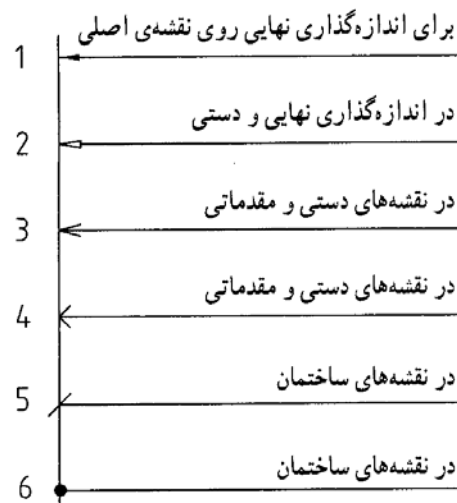 برای اندازه‌گذاری نهایی روی نقشه‌ی اصلی
1
در اندازه‌گذاری نهایی و دستی
2
در نقشه‌های دستی و مقدماتی
3
در نقشه‌های دستی و مقدماتی
4
در نقشه‌های ساختمان
5
در نقشه‌های ساختمان
6